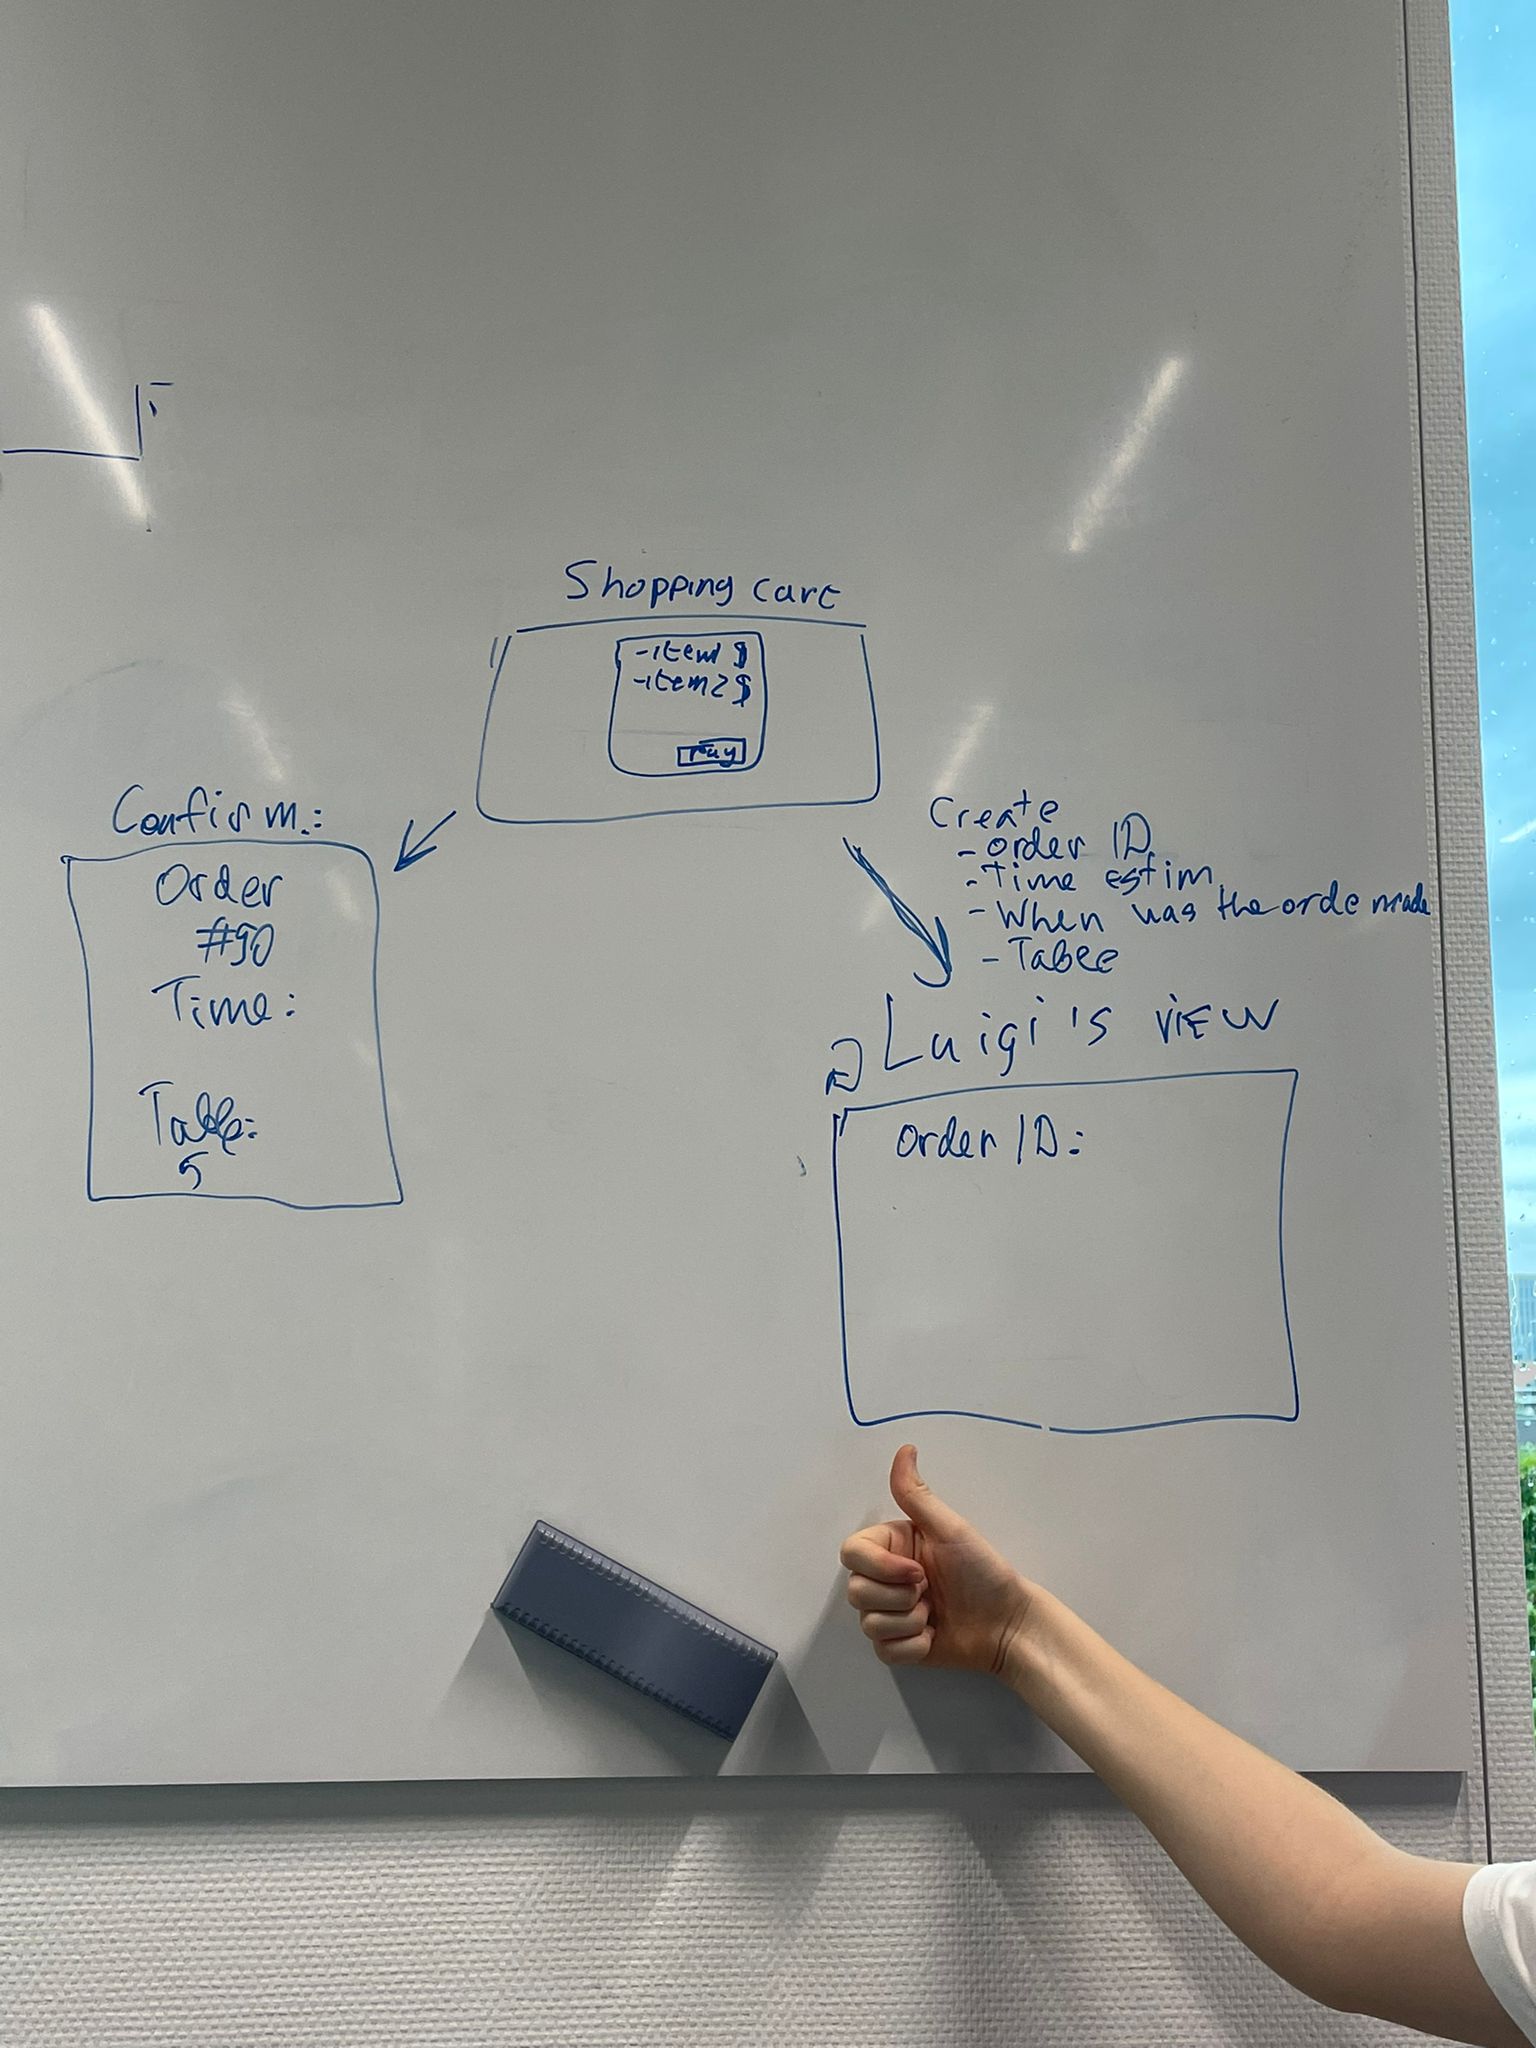 Shopping cart
-item1 $
-item2 $
Pay
Confirm.:
Order
#90
Time:
Table:
5
Create
- order ID
- Time estim.
- When was the orde made
- Table
Luigi's view
order ID: